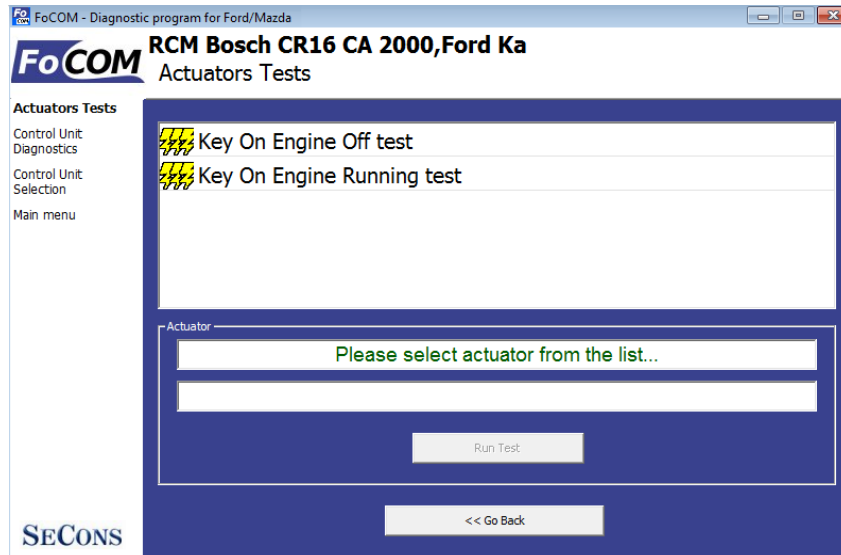 FoCOM - Diagnostic program for Ford/Mazda
FoCOM
RCM Bosch CR16 CA 2000,Ford Ka
Actuators Tests
Actuators Tests
Control Unit
Diagnostics
Control Unit
Selection
Main menu
Key On Engine Off test
Key On Engine Running test
Actuator
Please select actuator from the list...
Run Test
<< Go Back
SECONS